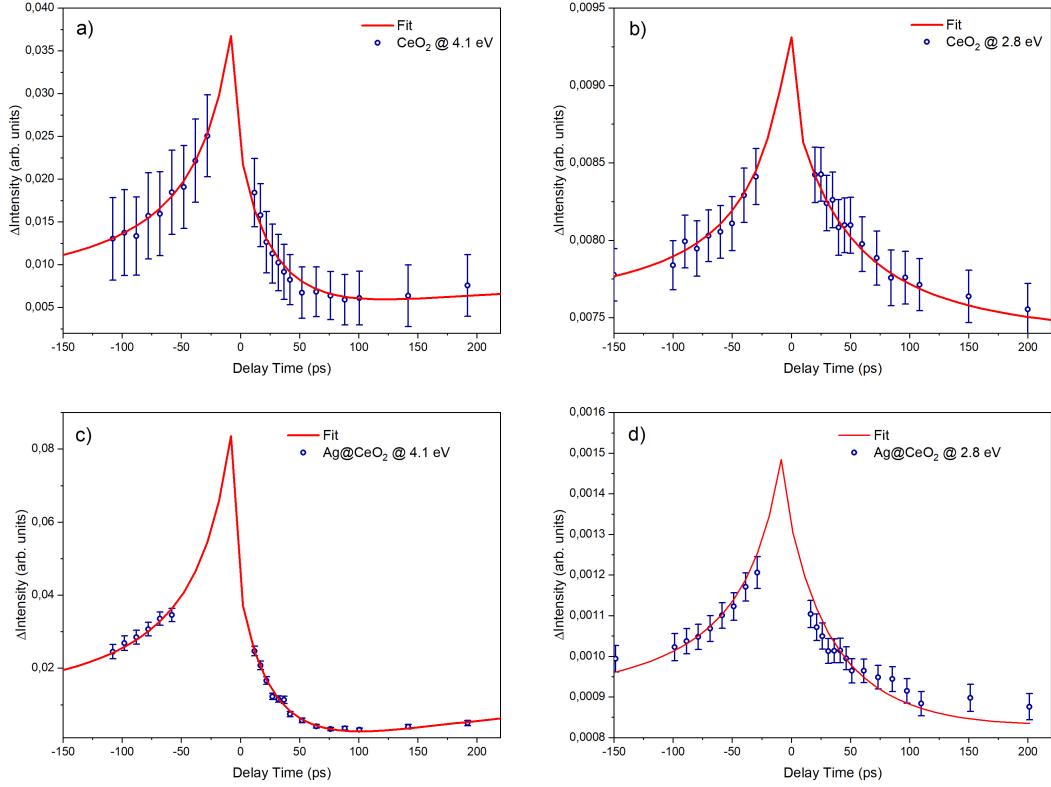 a)
Fit
CeO₂ @ 4.1 eV
0,040
0,035
0,030
0,025
0,020
0,015
0,010
0,005
ΔIntensity (arb. units)
-150 -100 -50 0 50 100 150 200
Delay Time (ps)
b)
Fit
CeO₂ @ 2.8 eV
0,0095
0,0090
0,0085
0,0080
0,0075
ΔIntensity (arb. units)
-150 -100 -50 0 50 100 150 200
Delay Time (ps)
c)
Fit
Ag@CeO₂ @ 4.1 eV
0,08
0,06
0,04
0,02
ΔIntensity (arb. units)
-150 -100 -50 0 50 100 150 200
Delay Time (ps)
d)
Fit
Ag@CeO₂ @ 2.8 eV
0,0016
0,0015
0,0014
0,0013
0,0012
0,0011
0,0010
0,0009
0,0008
ΔIntensity (arb. units)
-150 -100 -50 0 50 100 150 200
Delay Time (ps)